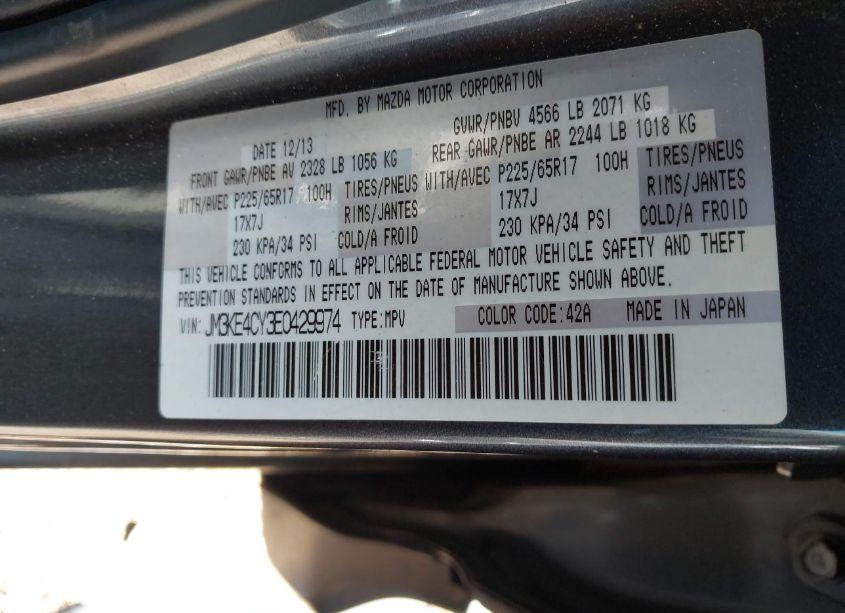 MFD. BY MAZDA MOTOR CORPORATION
DATE 12/13 GVWR/PNBV 4566 LB 2071 KG
FRONT GAWR/PNBE AV 2328 LB 1056 KG REAR GAWR/PNBE AR 2244 LB 1018 KG
WITH/AVEC P225/65R17 100H TIRES/PNEUS WITH/AVEC P225/65R17 100H TIRES/PNEUS
17X7J RIMS/JANTES 17X7J RIMS/JANTES
230 KPA/34 PSI COLD/A FROID 230 KPA/34 PSI COLD/A FROID
THIS VEHICLE CONFORMS TO ALL APPLICABLE FEDERAL MOTOR VEHICLE SAFETY AND THEFT
PREVENTION STANDARDS IN EFFECT ON THE DATE OF MANUFACTURE SHOWN ABOVE.
VIN: JM3KE4CY3E0429974 TYPE:MPV COLOR CODE:42A MADE IN JAPAN